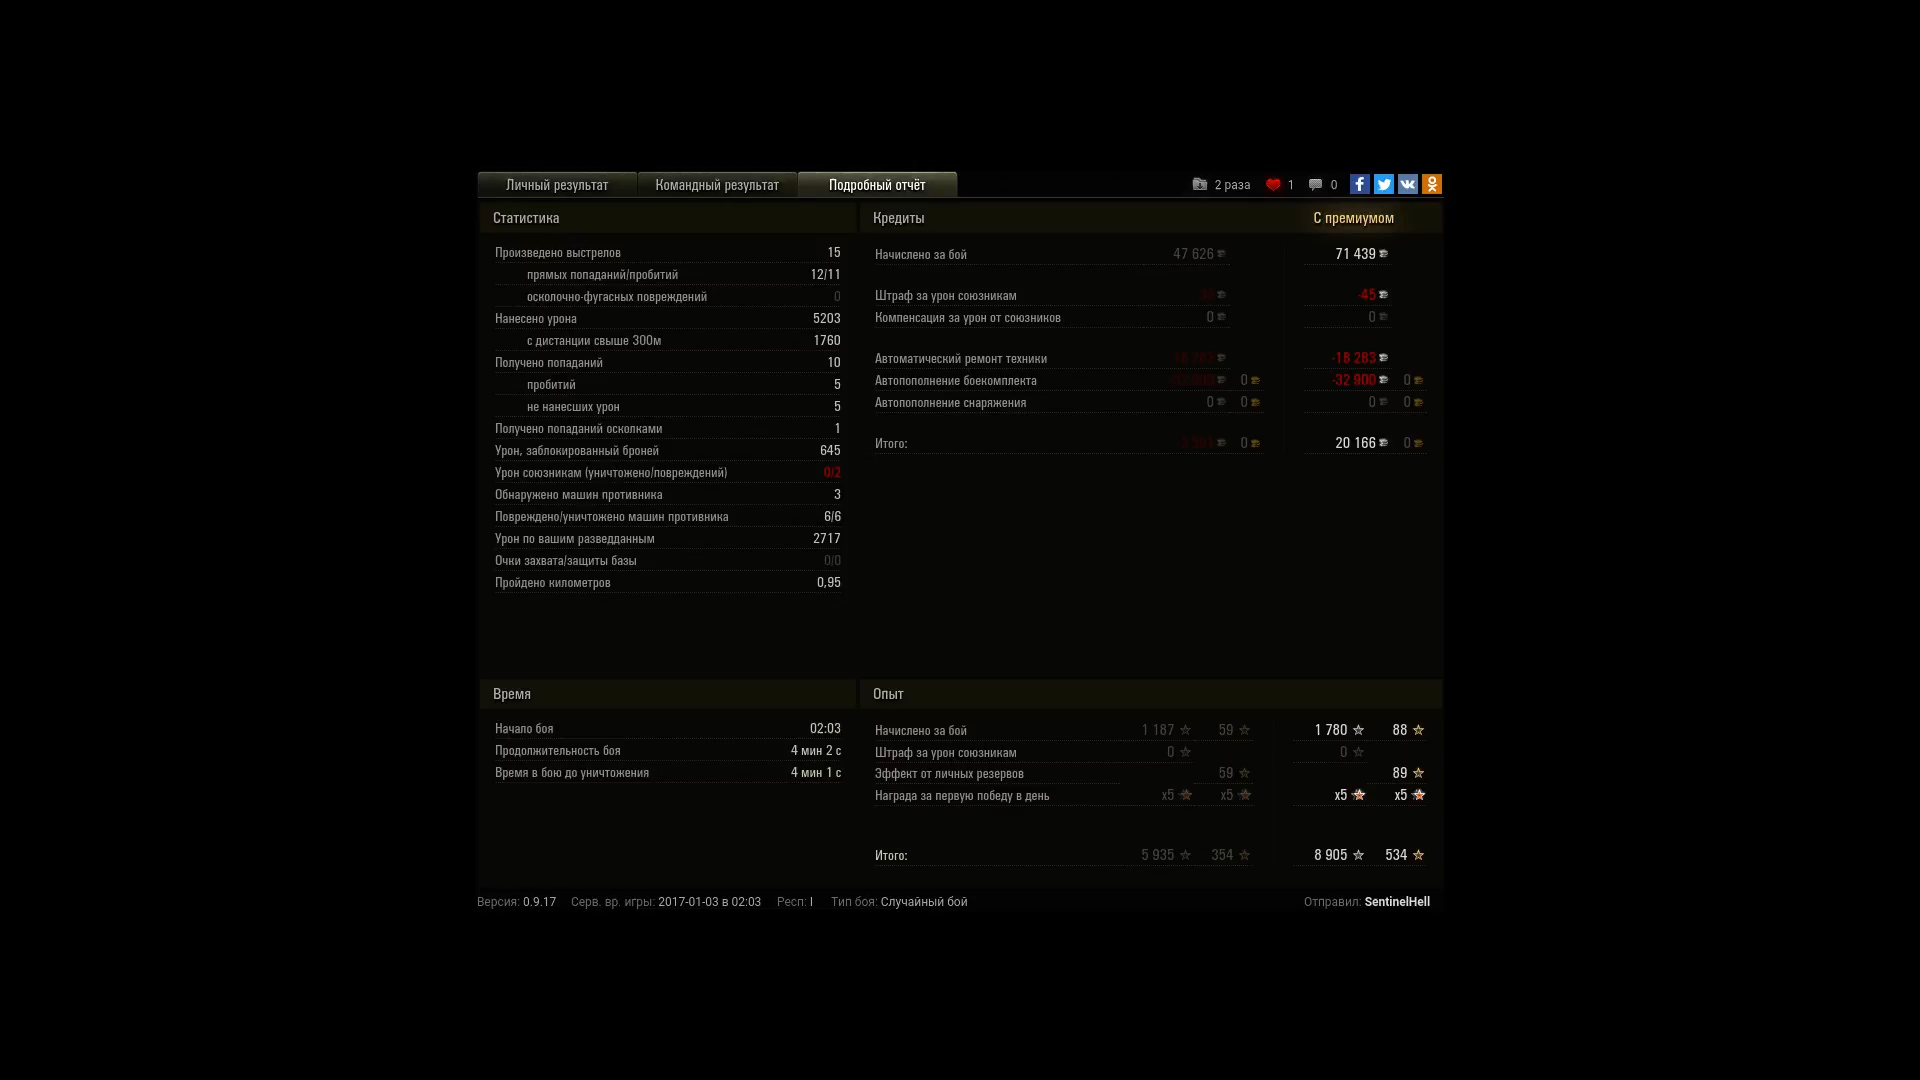 Личный результат Командный результат Подробный отчёт 2 раза 1 0
Статистика
Произведено выстрелов 15
прямых попаданий/пробитий 12/11
осколочно-фугасных повреждений 0
Нанесено урона 5203
с дистанции свыше 300м 1760
Получено попаданий 10
пробитий 5
не нанесших урон 5
Получено попаданий осколками 1
Урон, заблокированный броней 645
Урон союзникам (уничтожено/повреждений) 0/2
Обнаружено машин противника 3
Повреждено/уничтожено машин противника 6/6
Урон по вашим разведданным 2717
Очки захвата/защиты базы 0/0
Пройдено километров 0,95
Кредиты С премиумом
Начислено за бой 47 626 71 439
Штраф за урон союзникам -45
Компенсация за урон от союзников 0 0
Автоматический ремонт техники -18 283
Автопополнение боекомплекта 0 -32 900 0
Автопополнение снаряжения 0 0 0 0
Итого: 0 20 166 0
Время
Начало боя 02:03
Продолжительность боя 4 мин 2 с
Время в бою до уничтожения 4 мин 1 с
Опыт
Начислено за бой 1 187 59 1 780 88
Штраф за урон союзникам 0 0
Эффект от личных резервов 59 89
Награда за первую победу в день x5 x5 x5 x5
Итого: 5 935 354 8 905 534
Версия: 0.9.17 Серв. вр. игры: 2017-01-03 в 02:03 Респ: I Тип боя: Случайный бой Отправил: SentinelHell